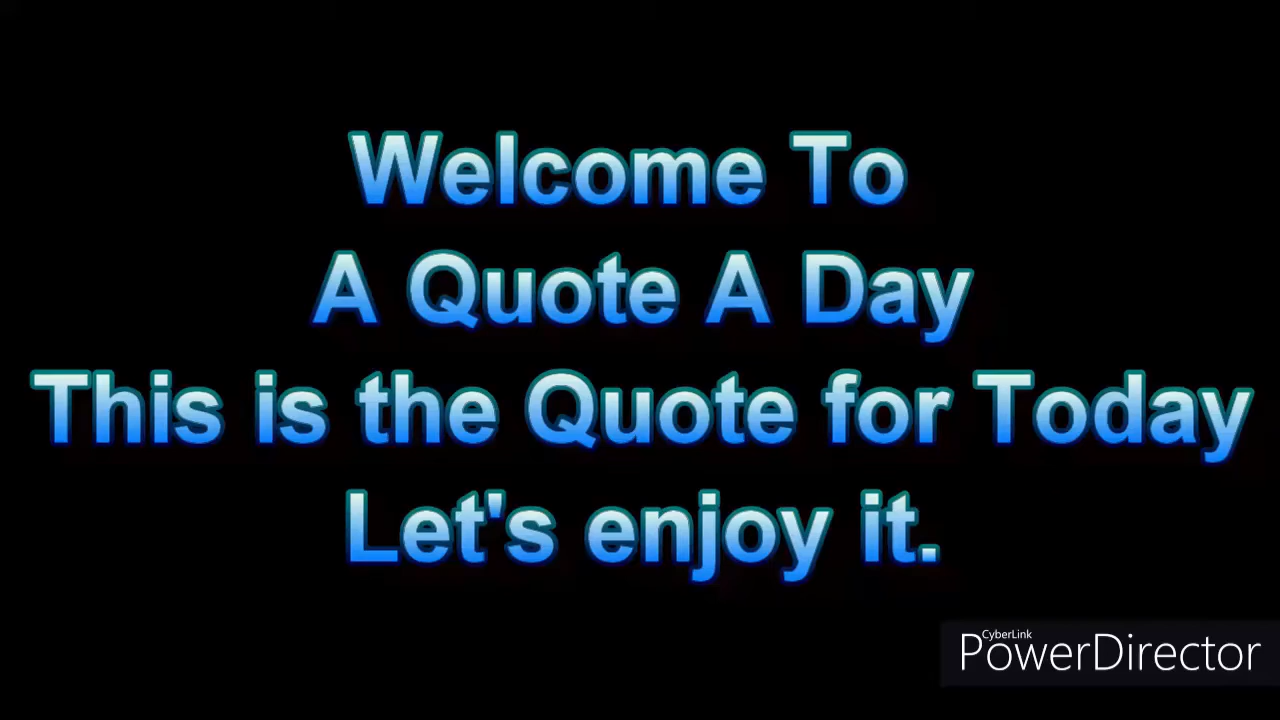 Welcome To
A Quote A Day
This is the Quote for Today
Let's enjoy it.
CyberLink
PowerDirector